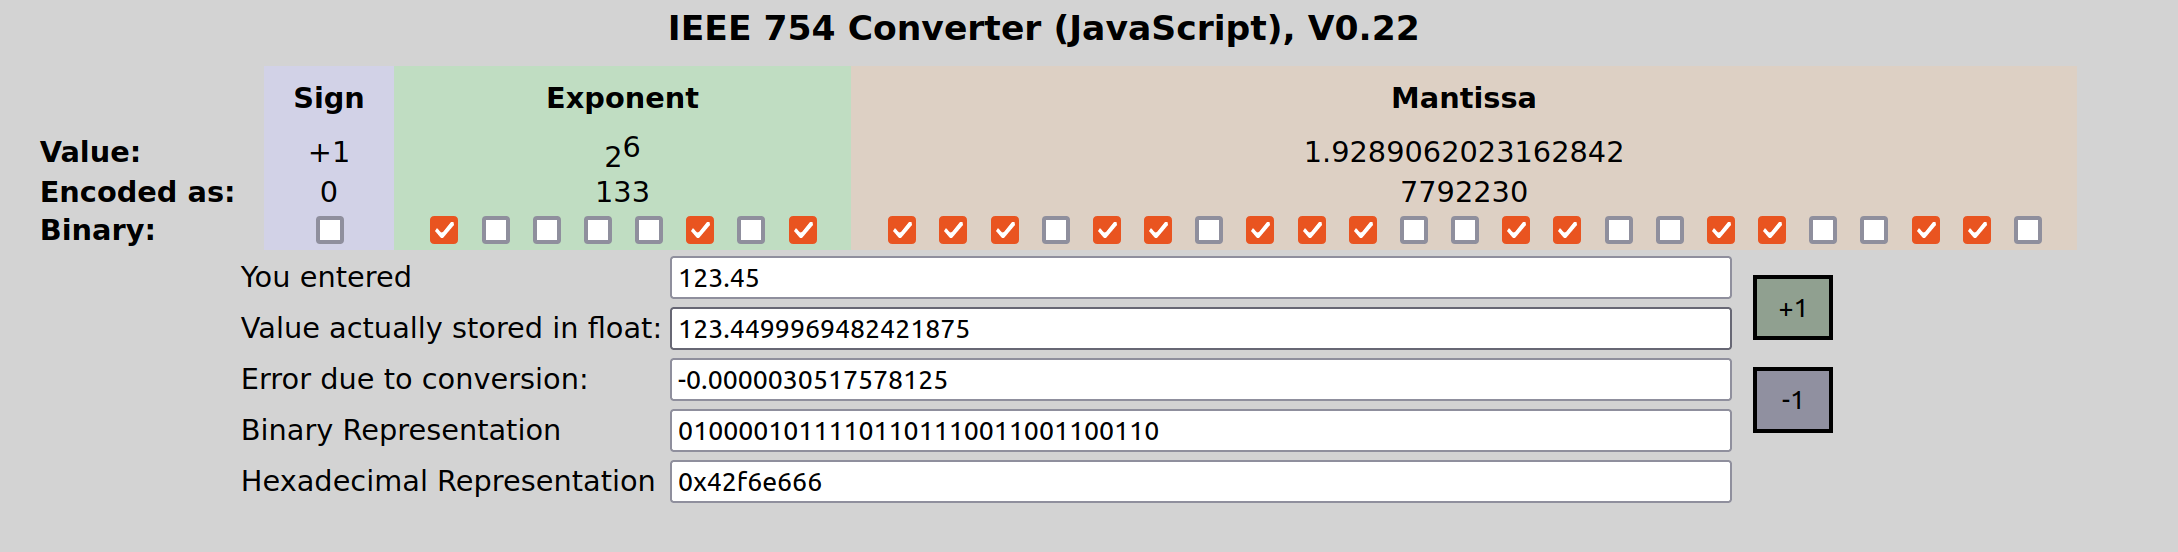 IEEE 754 Converter (JavaScript), V0.22
Sign Exponent Mantissa
Value: +1 2⁶ 1.9289062023162842
Encoded as: 0 133 7792230
Binary:
You entered 123.45
+1
Value actually stored in float: 123.4499969482421875
Error due to conversion: -0.0000030517578125
-1
Binary Representation 01000010111101101110011001100110
Hexadecimal Representation 0x42f6e666